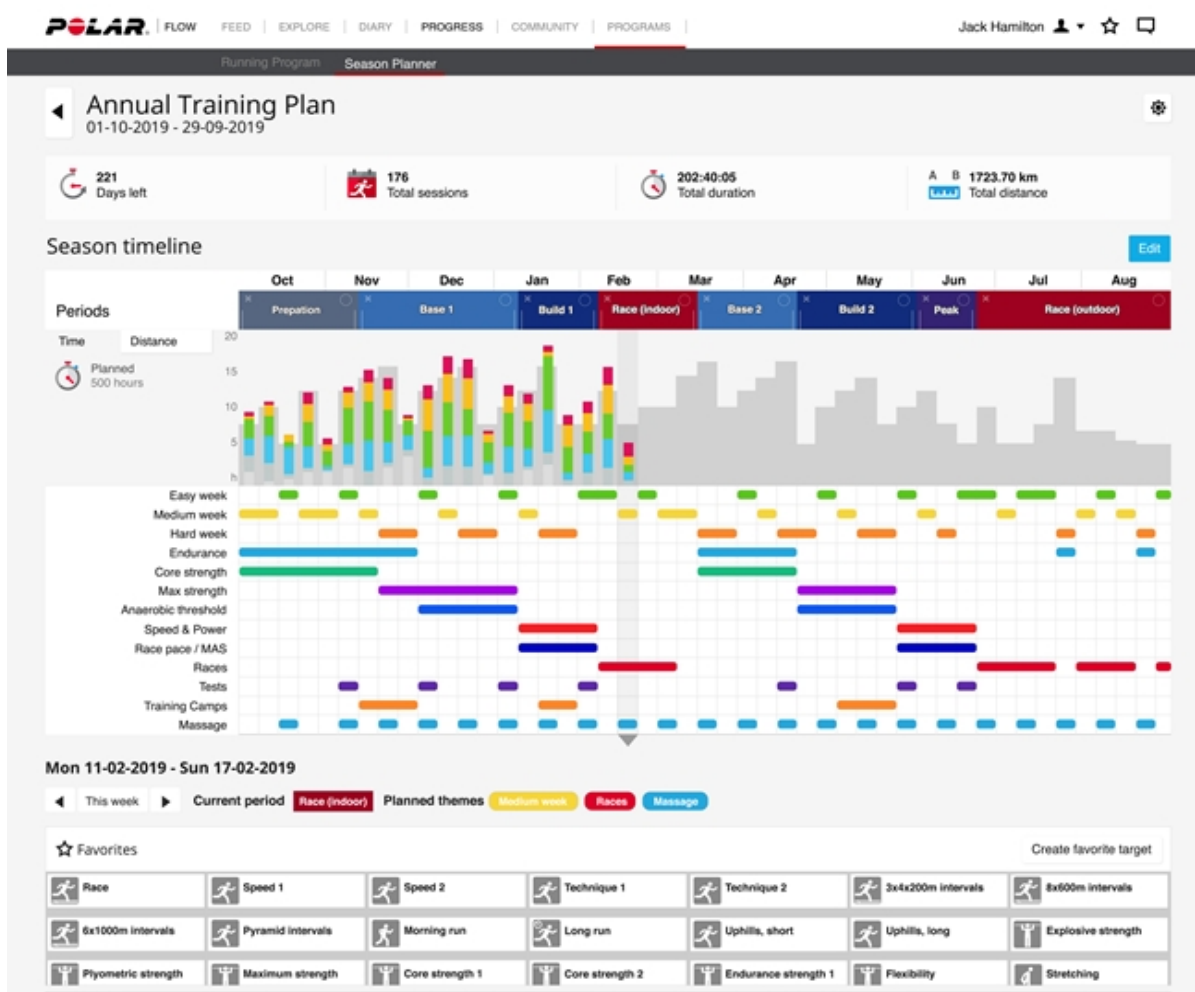 POLAR. FLOW FEED EXPLORE DIARY PROGRESS COMMUNITY PROGRAMS Jack Hamilton
Running Program Season Planner
Annual Training Plan
01-10-2019 - 29-09-2019
221 176 202:40:05 A B 1723.70 km
Days left Total sessions Total duration Total distance
Season timeline Edit
Oct Nov Dec Jan Feb Mar Apr May Jun Jul Aug
Periods Prepation Base 1 Build 1 Race (indoor) Base 2 Build 2 Peak Race (outdoor)
Time Distance 20
Planned 15
500 hours
10
5
h
Easy week
Medium week
Hard week
Endurance
Core strength
Max strength
Anaerobic threshold
Speed & Power
Race pace / MAS
Races
Tests
Training Camps
Massage
Mon 11-02-2019 - Sun 17-02-2019
This week Current period Race (indoor) Planned themes Medium week Races Massage
Favorites Create favorite target
Race Speed 1 Speed 2 Technique 1 Technique 2 3x4x200m intervals 8x600m intervals
6x1000m intervals Pyramid intervals Morning run Long run Uphills, short Uphills, long Explosive strength
Plyometric strength Maximum strength Core strength 1 Core strength 2 Endurance strength 1 Flexibility Stretching